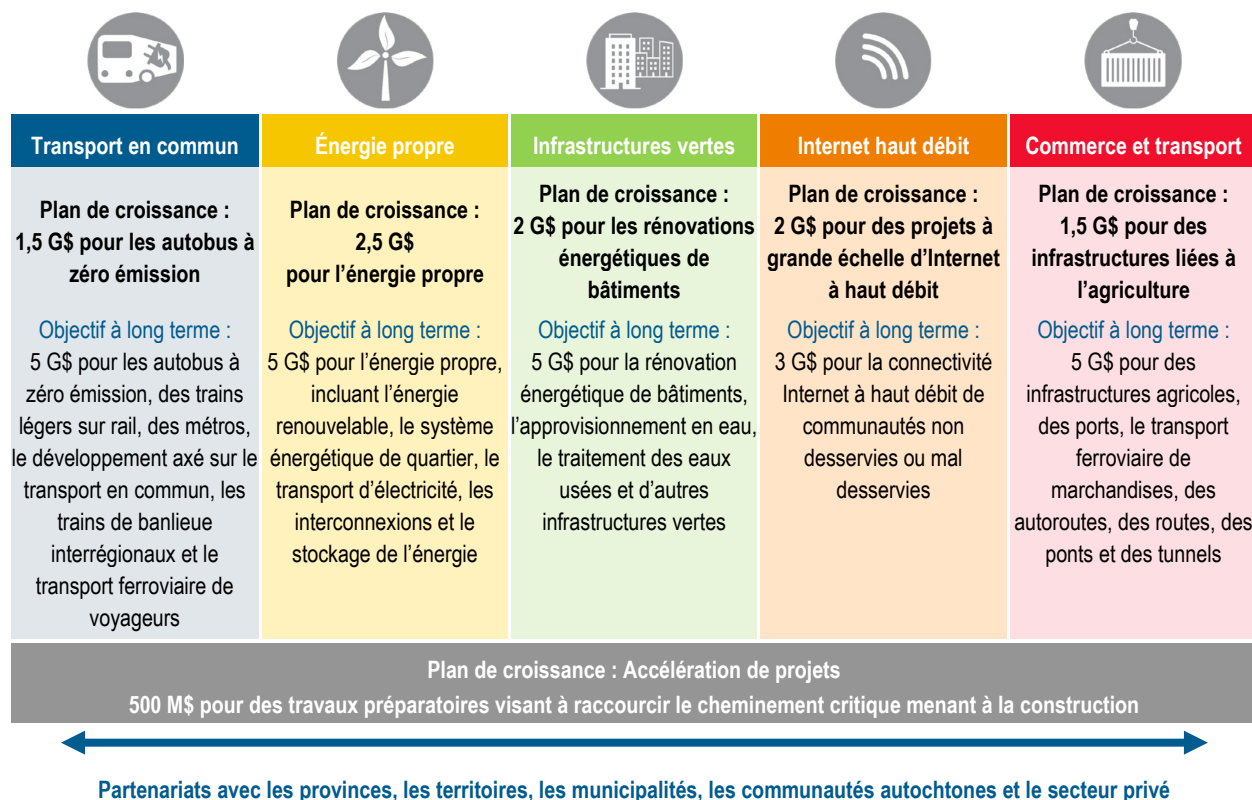 Transport en commun
Plan de croissance :
1,5 G$ pour les autobus à
zéro émission
Objectif à long terme :
5 G$ pour les autobus à
zéro émission, des trains
légers sur rail, des métros,
le développement axé sur le
transport en commun, les
trains de banlieue
interrégionaux et le
transport ferroviaire de
voyageurs
Énergie propre
Plan de croissance :
2,5 G$
pour l’énergie propre
Objectif à long terme :
5 G$ pour l’énergie propre,
incluant l’énergie
renouvelable, le système
énergétique de quartier, le
transport d’électricité, les
interconnexions et le
stockage de l’énergie
Infrastructures vertes
Plan de croissance :
2 G$ pour les rénovations
énergétiques de
bâtiments
Objectif à long terme :
5 G$ pour la rénovation
énergétique de bâtiments,
l’approvisionnement en eau,
le traitement des eaux
usées et d’autres
infrastructures vertes
Internet haut débit
Plan de croissance :
2 G$ pour des projets à
grande échelle d’Internet
à haut débit
Objectif à long terme :
3 G$ pour la connectivité
Internet à haut débit de
communautés non
desservies ou mal
desservies
Commerce et transport
Plan de croissance :
1,5 G$ pour des
infrastructures liées à
l’agriculture
Objectif à long terme :
5 G$ pour des
infrastructures agricoles,
des ports, le transport
ferroviaire de
marchandises, des
autoroutes, des routes, des
ponts et des tunnels
Plan de croissance : Accélération de projets
500 M$ pour des travaux préparatoires visant à raccourcir le cheminement critique menant à la construction
Partenariats avec les provinces, les territoires, les municipalités, les communautés autochtones et le secteur privé